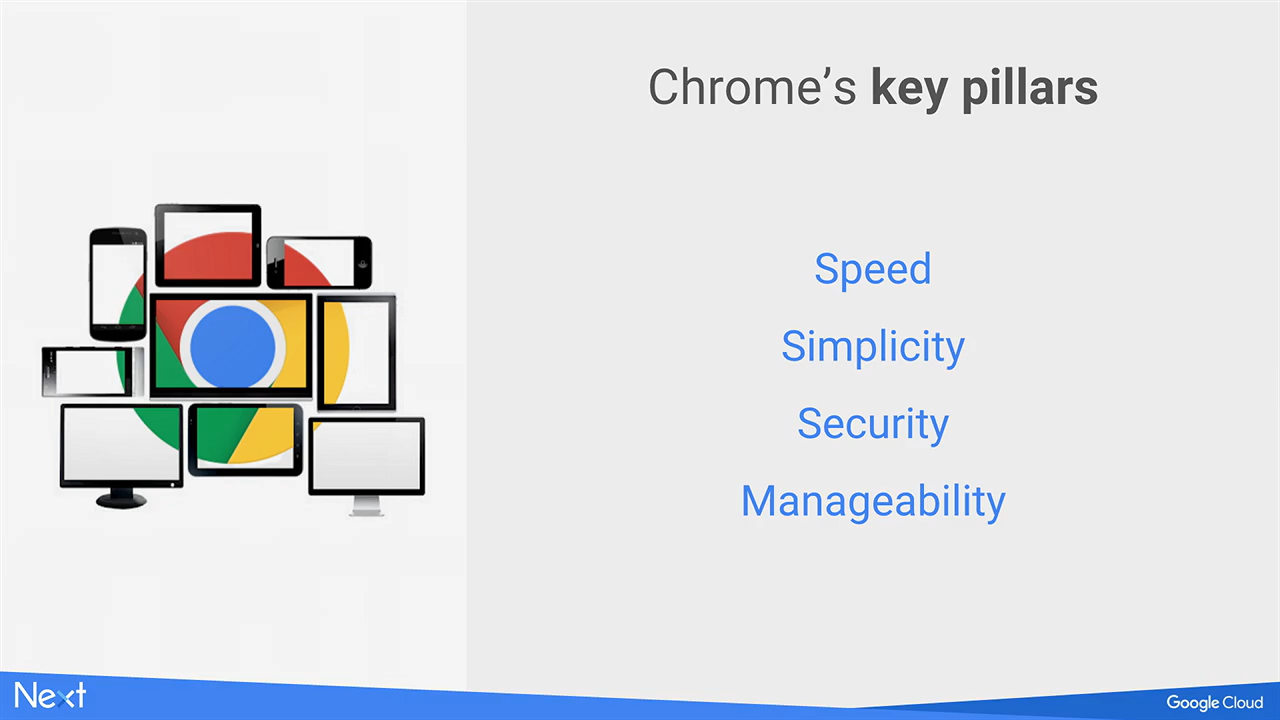 Chrome’s key pillars
Speed
Simplicity
Security
Manageability
Next
Google Cloud